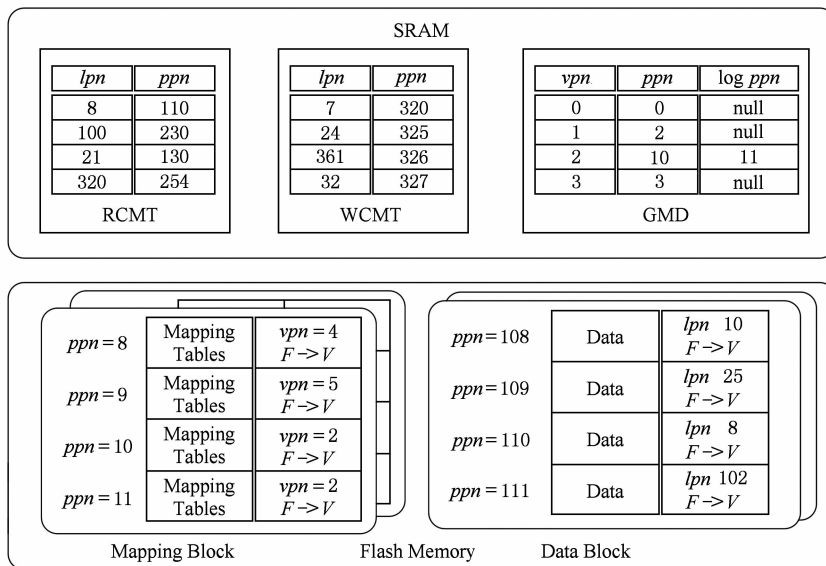 SRAM
lpn ppn
8 110
100 230
21 130
320 254
RCMT
lpn ppn
7 320
24 325
361 326
32 327
WCMT
vpn ppn log ppn
0 0 null
1 2 null
2 10 11
3 3 null
GMD
ppn=8 Mapping Tables vpn=4 F->V
ppn=9 Mapping Tables vpn=5 F->V
ppn=10 Mapping Tables vpn=2 F->V
ppn=11 Mapping Tables vpn=2 F->V
ppn=108 Data lpn 10 F->V
ppn=109 Data lpn 25 F->V
ppn=110 Data lpn 8 F->V
ppn=111 Data lpn 102 F->V
Mapping Block Flash Memory Data Block